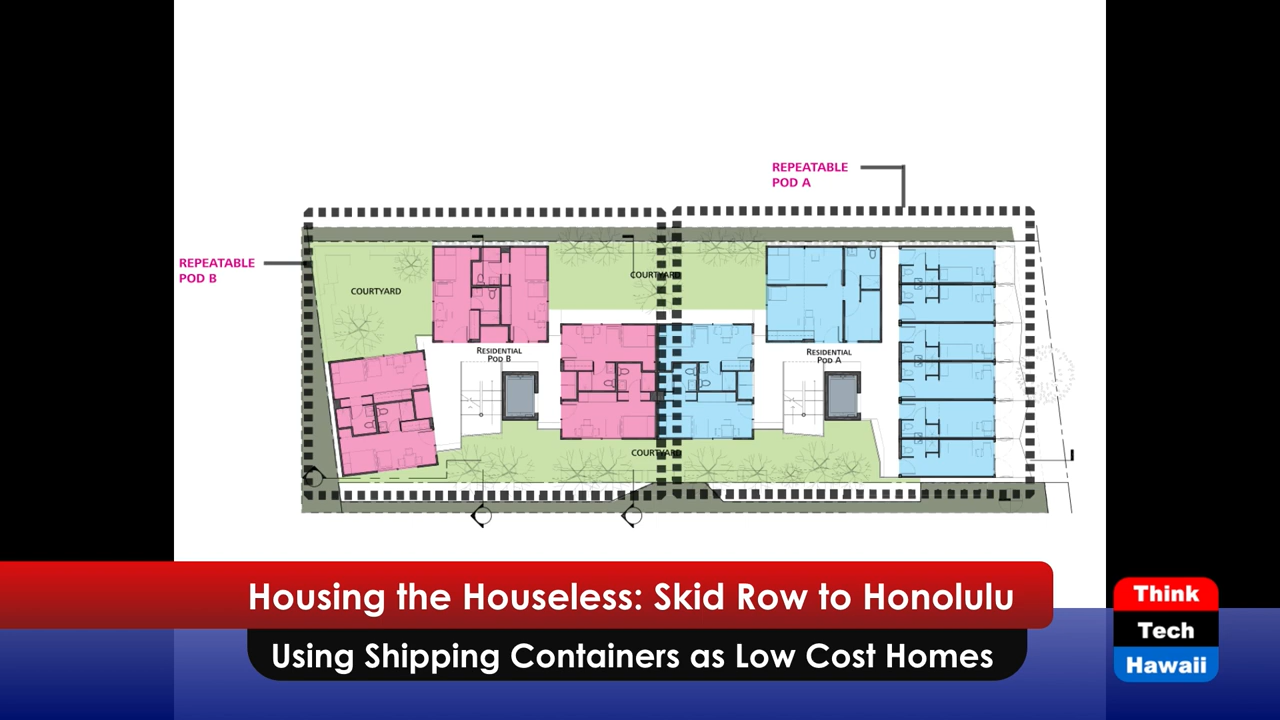 REPEATABLE
POD A
REPEATABLE
POD B
COURTYARD
COURTYARD
RESIDENTIAL
POD B
RESIDENTIAL
POD A
COURTYARD
Housing the Houseless: Skid Row to Honolulu
Using Shipping Containers as Low Cost Homes
Think
Tech
Hawaii